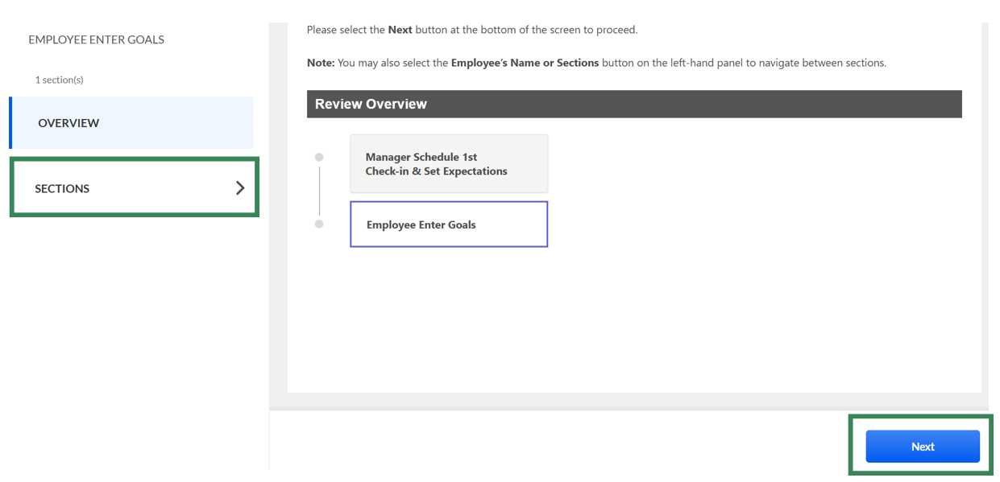 EMPLOYEE ENTER GOALS
1 section(s)
OVERVIEW
SECTIONS
Please select the Next button at the bottom of the screen to proceed.
Note: You may also select the Employee’s Name or Sections button on the left-hand panel to navigate between sections.
Review Overview
Manager Schedule 1st
Check-in & Set Expectations
Employee Enter Goals
Next